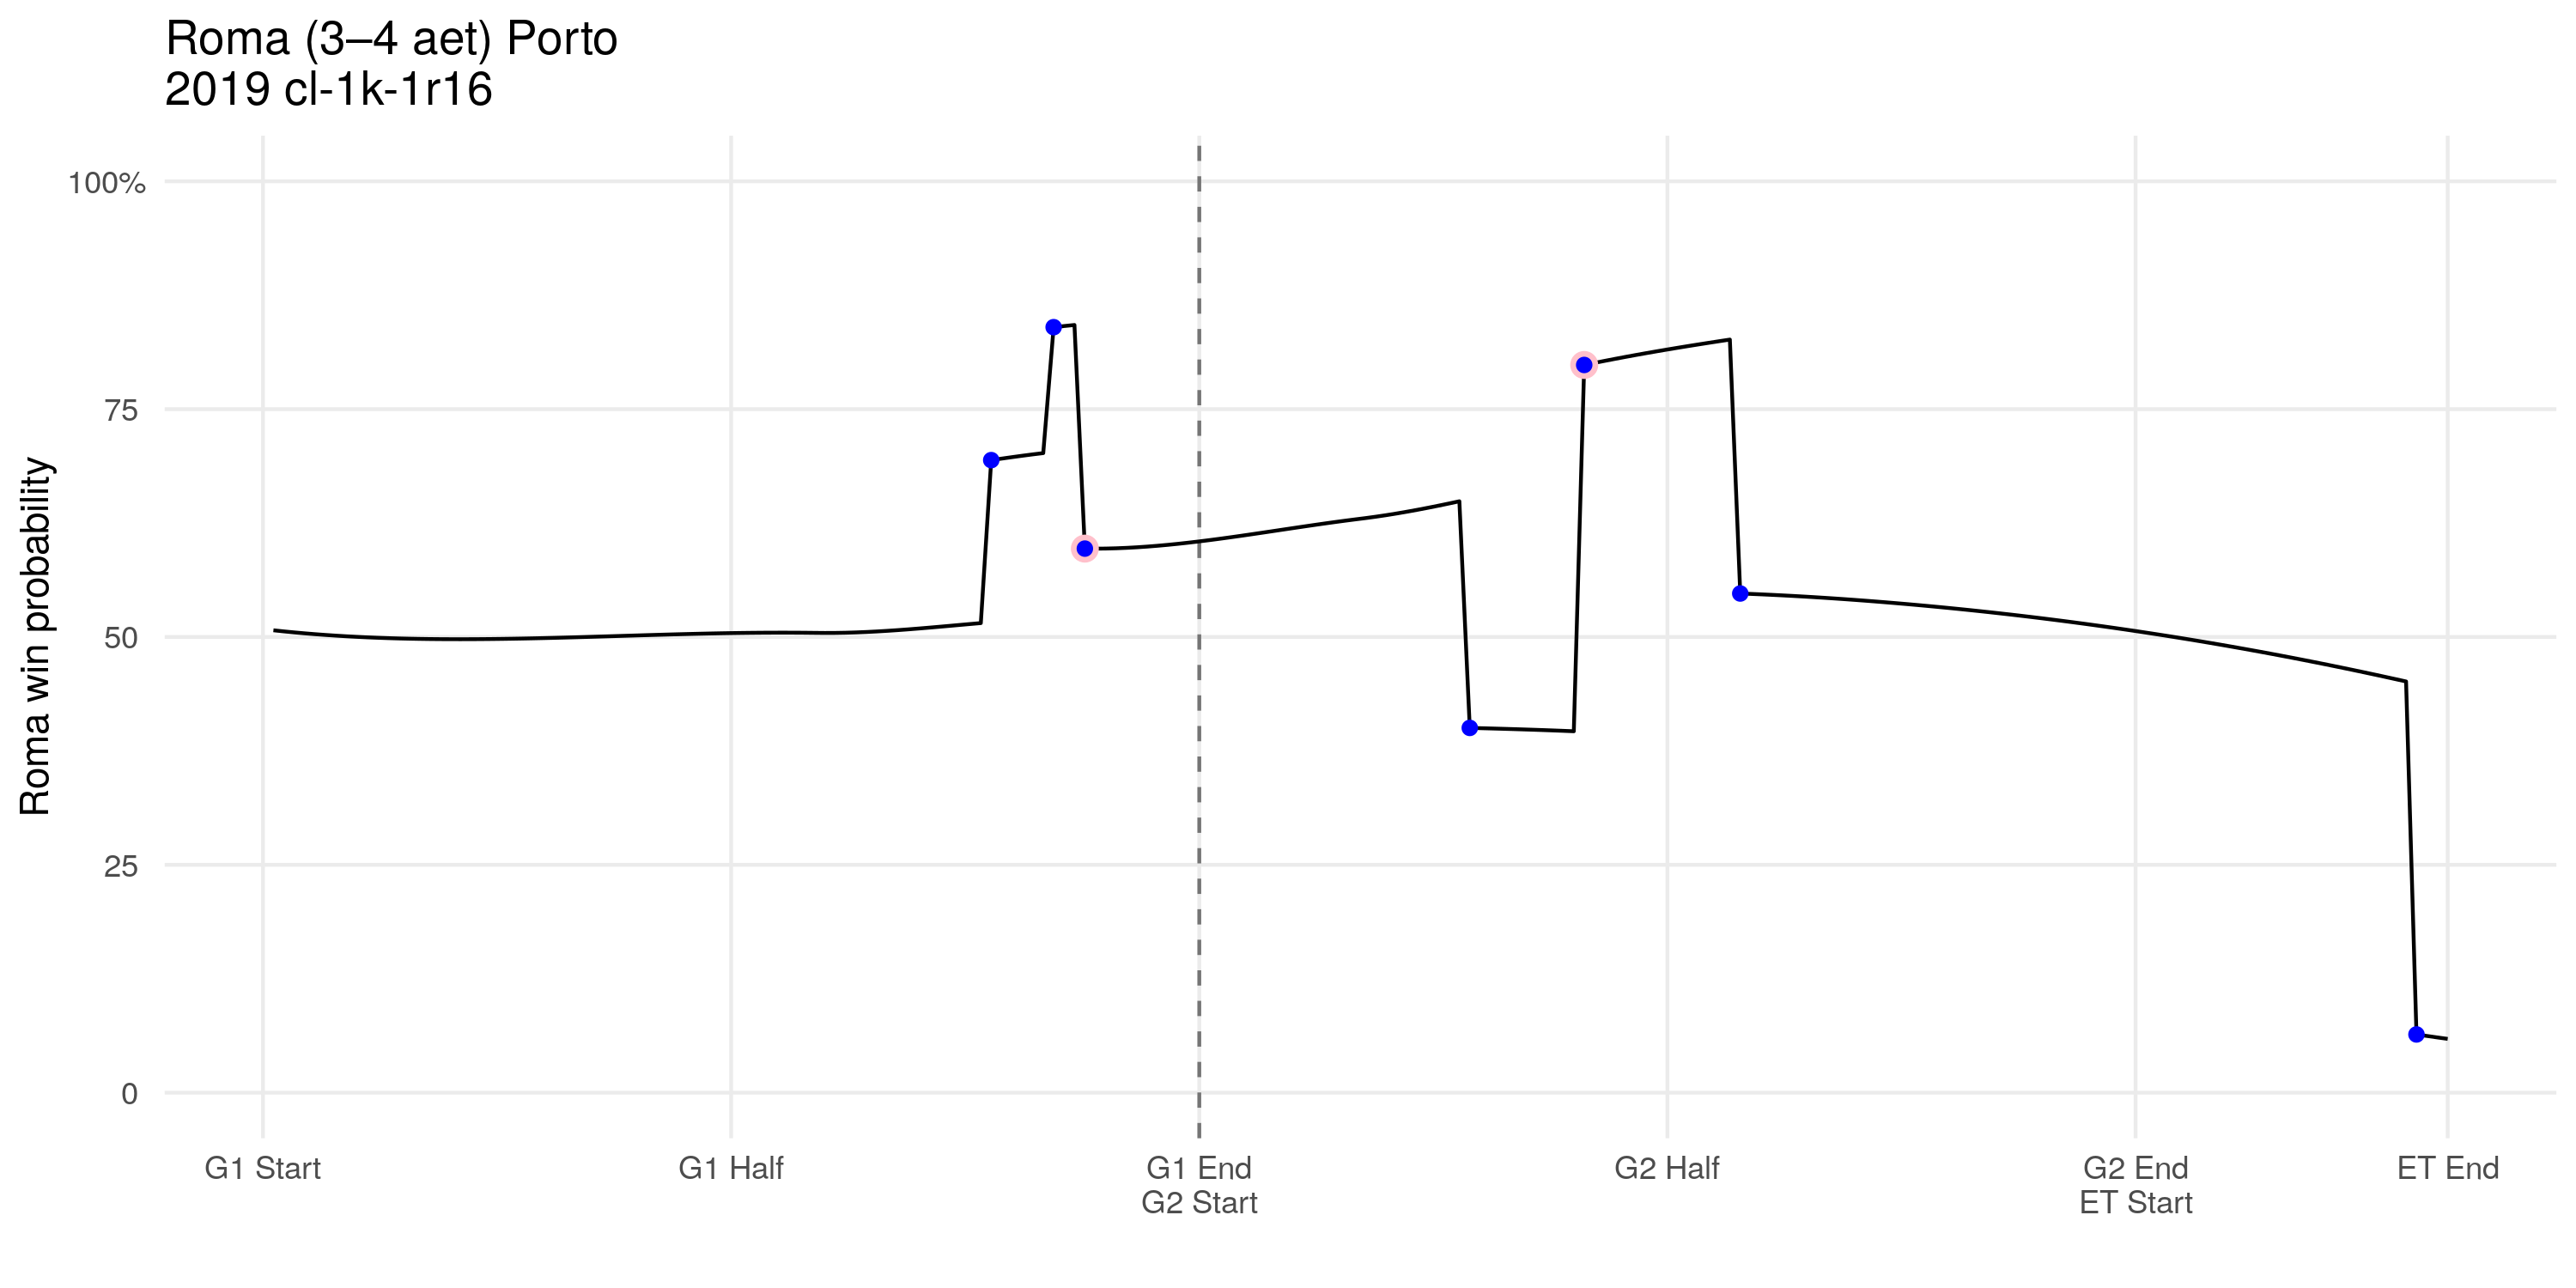 Roma (3–4 aet) Porto
2019 cl-1k-1r16
Roma win probability
100%
75
50
25
0
G1 Start
G1 Half
G1 End
G2 Start
G2 Half
G2 End
ET Start
ET End